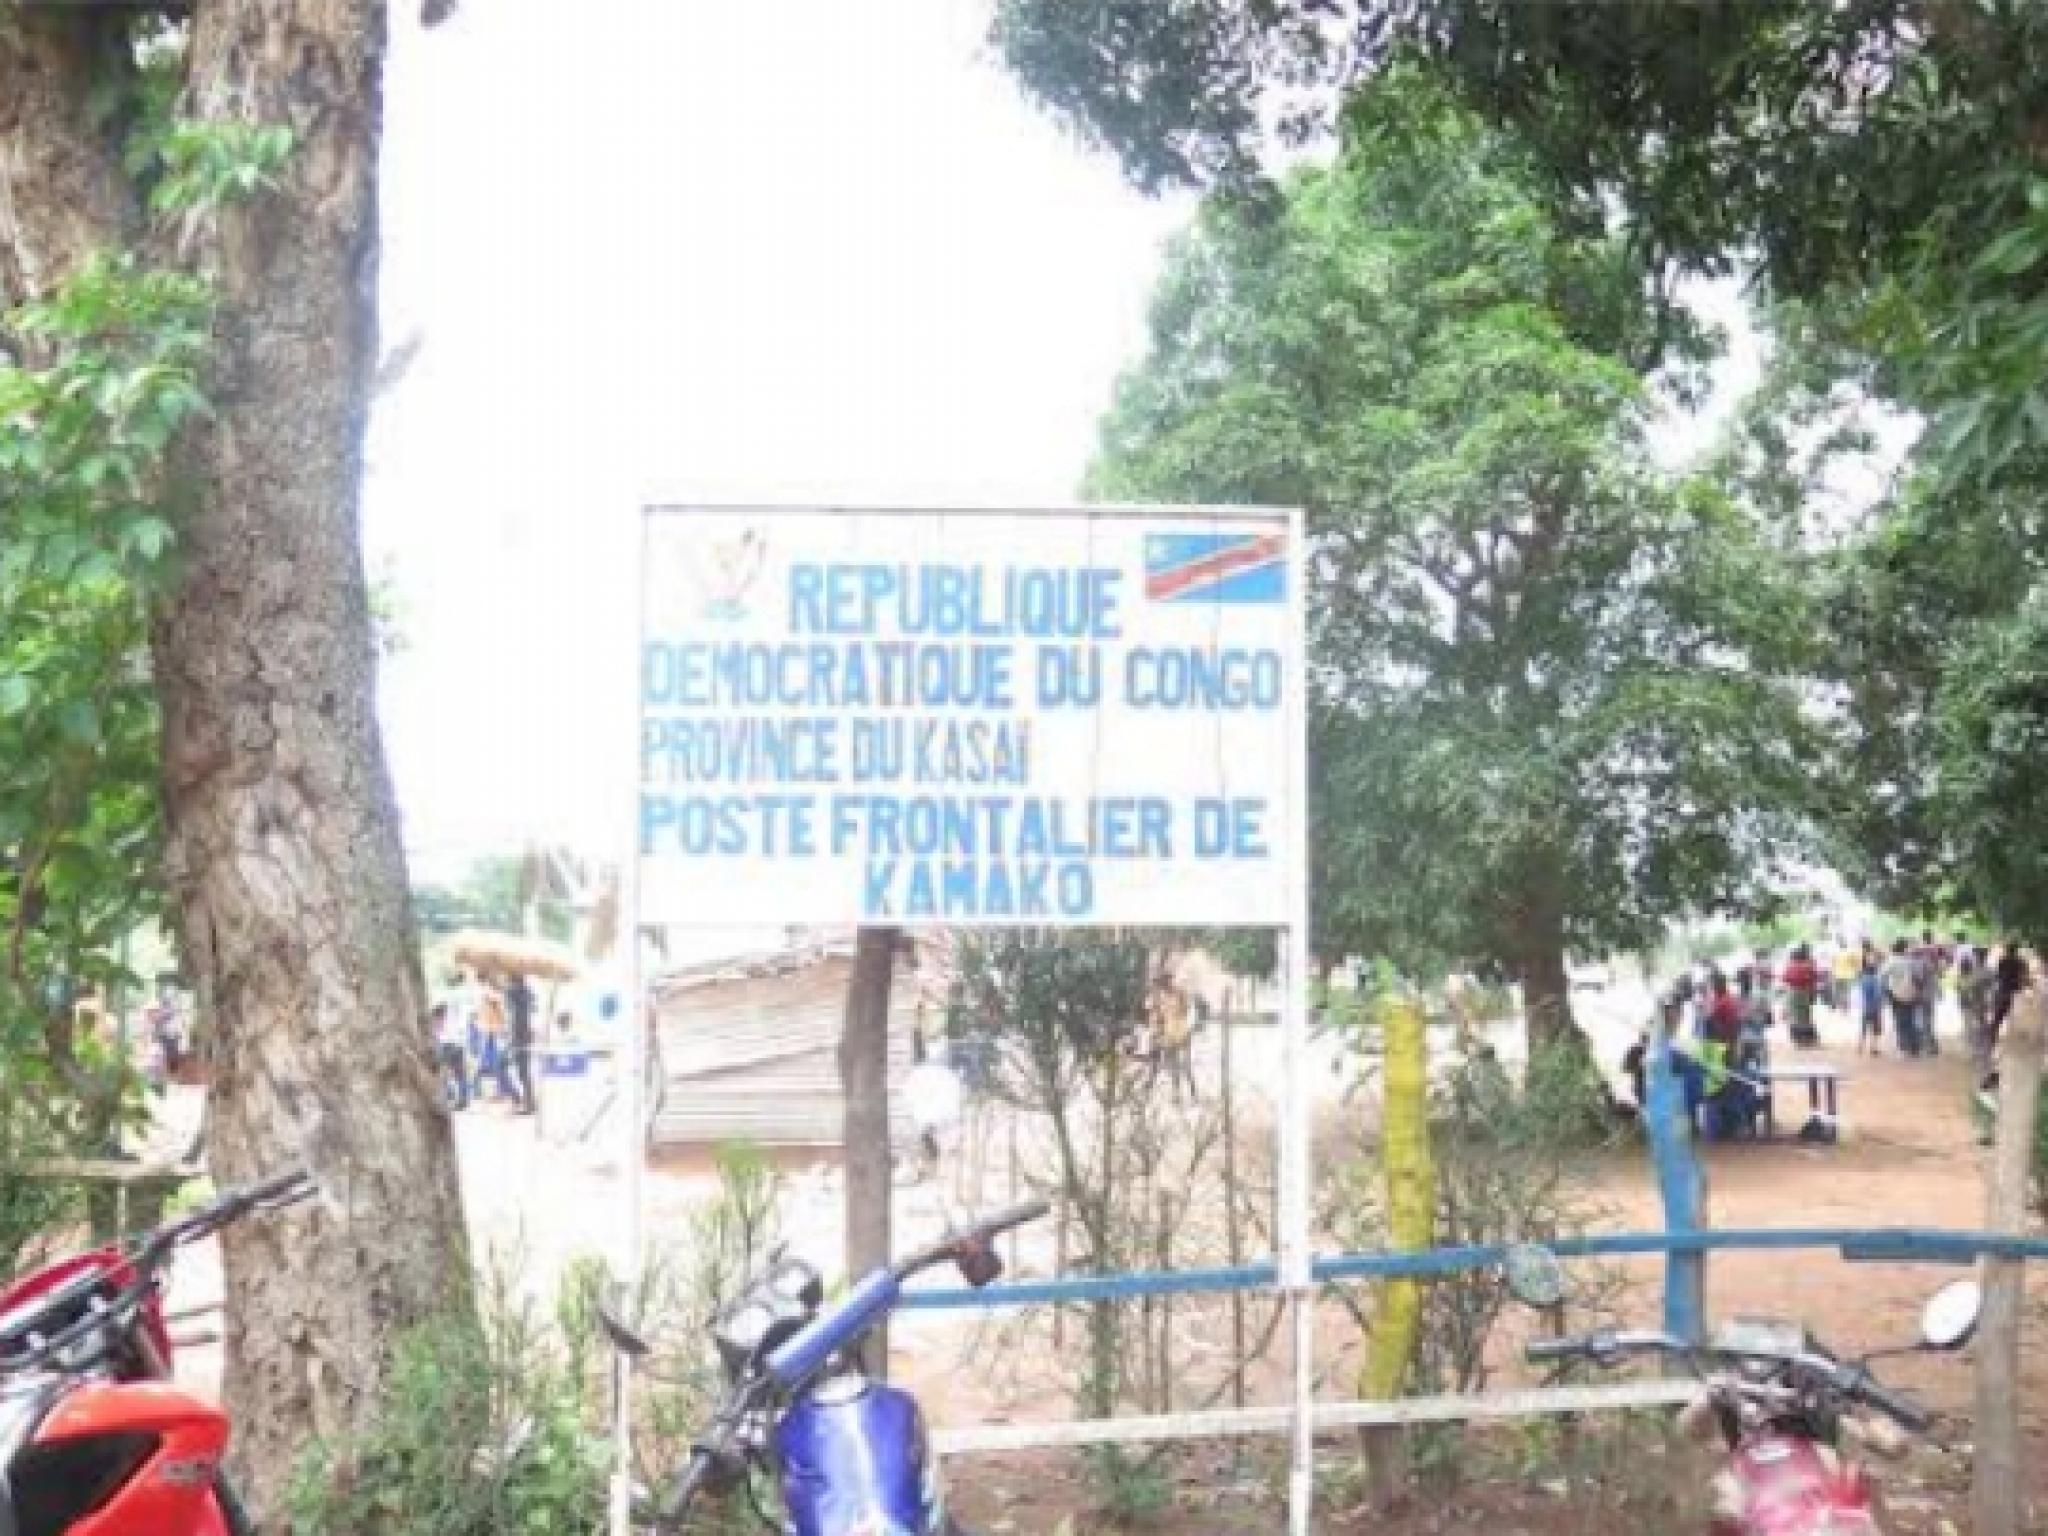 REPUBLIQUE
DEMOCRATIQUE DU CONGO
PROVINCE DU KASAI
POSTE FRONTALIER DE
KAMAKO